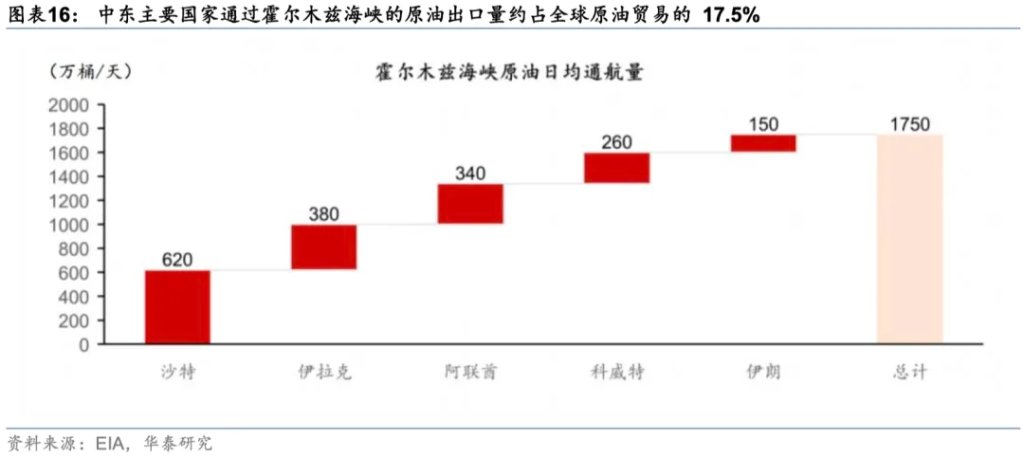 图表16： 中东主要国家通过霍尔木兹海峡的原油出口量约占全球原油贸易的 17.5%
（万桶/天）
霍尔木兹海峡原油日均通航量
2000
1800
1600
1400
1200
1000
800
600
400
200
0
620
380
340
260
150
1750
沙特
伊拉克
阿联酋
科威特
伊朗
总计
资料来源：EIA，华泰研究